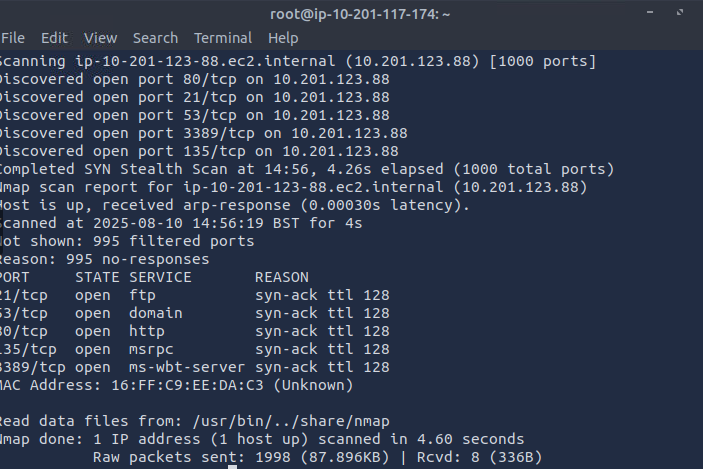 root@ip-10-201-117-174: ~
File Edit View Search Terminal Help
Scanning ip-10-201-123-88.ec2.internal (10.201.123.88) [1000 ports]
Discovered open port 80/tcp on 10.201.123.88
Discovered open port 21/tcp on 10.201.123.88
Discovered open port 53/tcp on 10.201.123.88
Discovered open port 3389/tcp on 10.201.123.88
Discovered open port 135/tcp on 10.201.123.88
Completed SYN Stealth Scan at 14:56, 4.26s elapsed (1000 total ports)
Nmap scan report for ip-10-201-123-88.ec2.internal (10.201.123.88)
Host is up, received arp-response (0.00030s latency).
Scanned at 2025-08-10 14:56:19 BST for 4s
Not shown: 995 filtered ports
Reason: 995 no-responses
PORT     STATE SERVICE       REASON
21/tcp   open  ftp           syn-ack ttl 128
53/tcp   open  domain        syn-ack ttl 128
80/tcp   open  http          syn-ack ttl 128
135/tcp  open  msrpc         syn-ack ttl 128
3389/tcp open  ms-wbt-server syn-ack ttl 128
MAC Address: 16:FF:C9:EE:DA:C3 (Unknown)
Read data files from: /usr/bin/../share/nmap
Nmap done: 1 IP address (1 host up) scanned in 4.60 seconds
           Raw packets sent: 1998 (87.896KB) | Rcvd: 8 (336B)